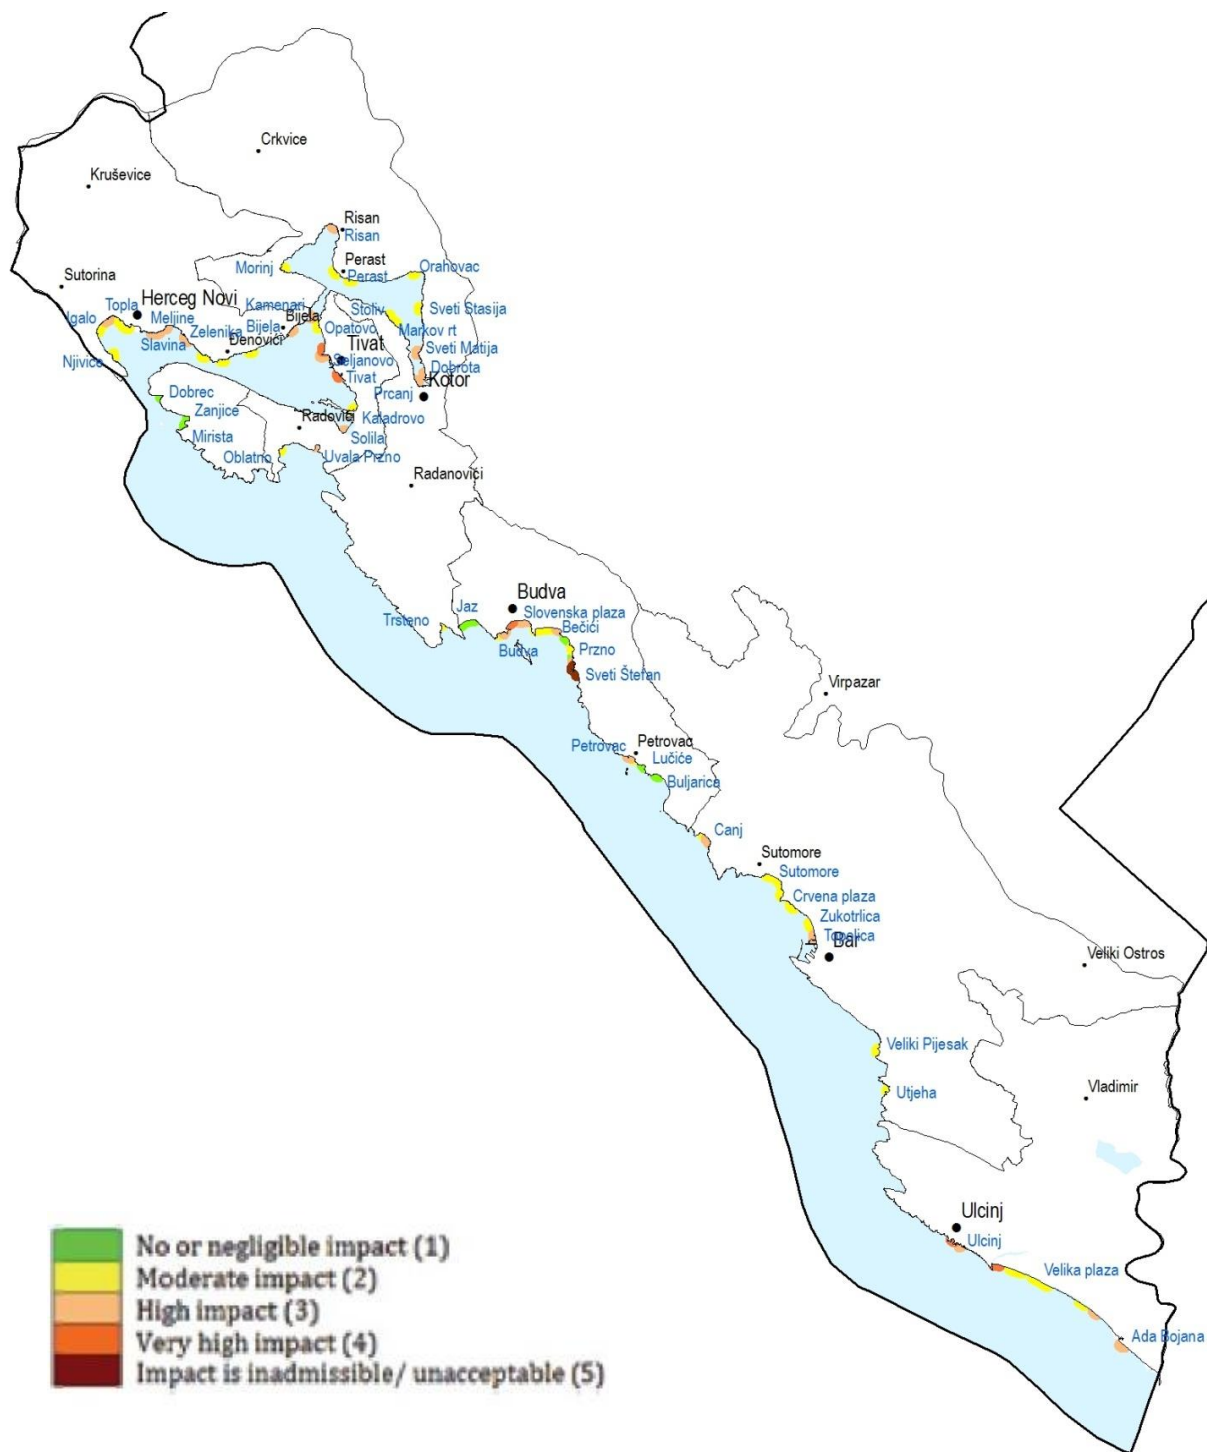 Crkvice
Kruševice
Risan
Risan
Perast
Perast
Morinj
Orahovac
Sutorina
Herceg Novi
Topla
Igalo
Meljine
Zelenika
Slavina
Đenovići
Njivice
Kamenari
Bijela
Bijela
Stoliv
Sveti Stasija
Opatovo
Markov rt
Tivat
Seljanovo
Tivat
Sveti Matija
Dobrota
Kotor
Prcanj
Dobrec
Zanjice
Mirista
Radovići
Kaladrovo
Solila
Oblatno
Uvala Przno
Radanovići
Budva
Jaz
Trsteno
Slovenska plaza
Bečići
Budva
Przno
Sveti Štefan
Virpazar
Petrovac
Petrovac
Lučiće
Buljarica
Canj
Sutomore
Sutomore
Crvena plaza
Zukotrlica
Topolica
Bar
Veliki Ostros
Veliki Pijesak
Utjeha
Vladimir
Ulcinj
Ulcinj
Velika plaza
Ada Bojana
No or negligible impact (1)
Moderate impact (2)
High impact (3)
Very high impact (4)
Impact is inadmissible/ unacceptable (5)